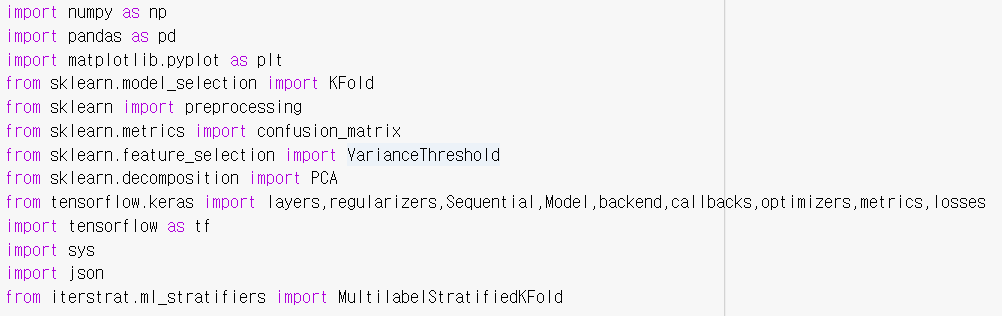 import numpy as np
import pandas as pd
import matplotlib.pyplot as plt
from sklearn.model_selection import KFold
from sklearn import preprocessing
from sklearn.metrics import confusion_matrix
from sklearn.feature_selection import VarianceThreshold
from sklearn.decomposition import PCA
from tensorflow.keras import layers,regularizers,Sequential,Model,backend,callbacks,optimizers,metrics,losses
import tensorflow as tf
import sys
import json
from iterstrat.ml_stratifiers import MultilabelStratifiedKFold